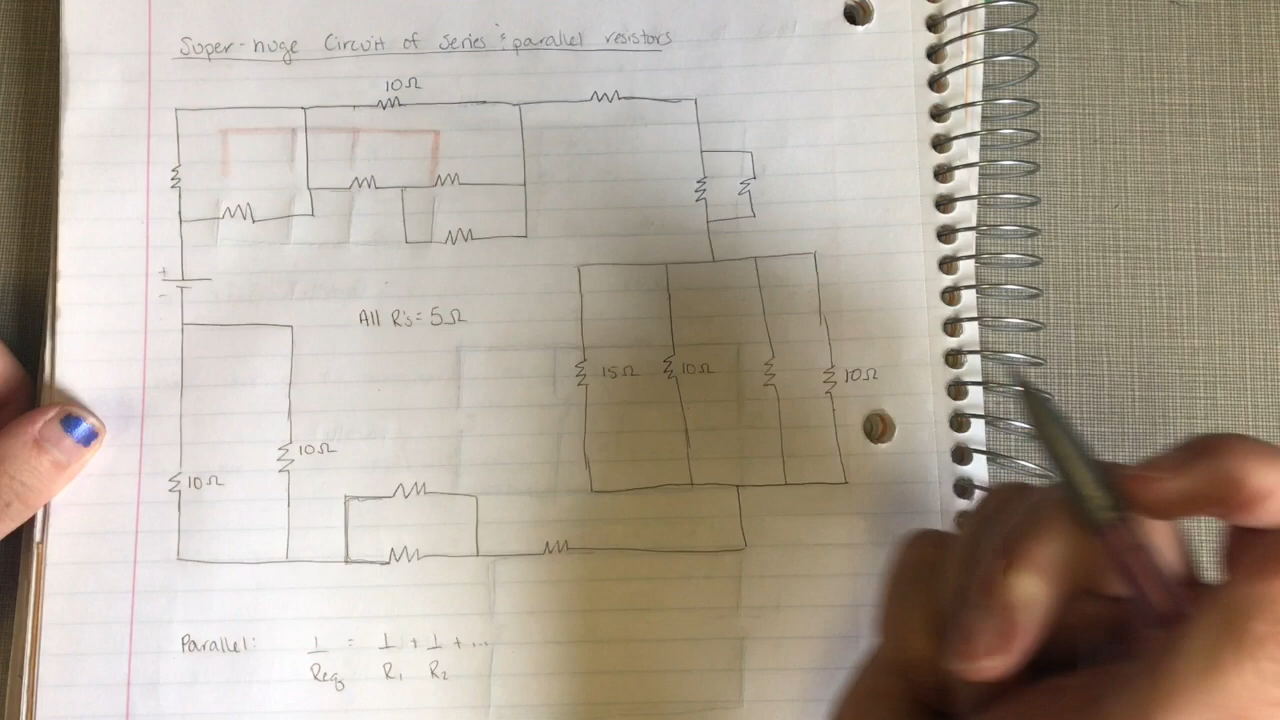 Super-huge Circuit of Series & parallel resistors
10Ω
+
-
All R's = 5Ω
15Ω 10Ω 10Ω
10Ω
10Ω
Parallel: 1/Req = 1/R₁ + 1/R₂ + ...